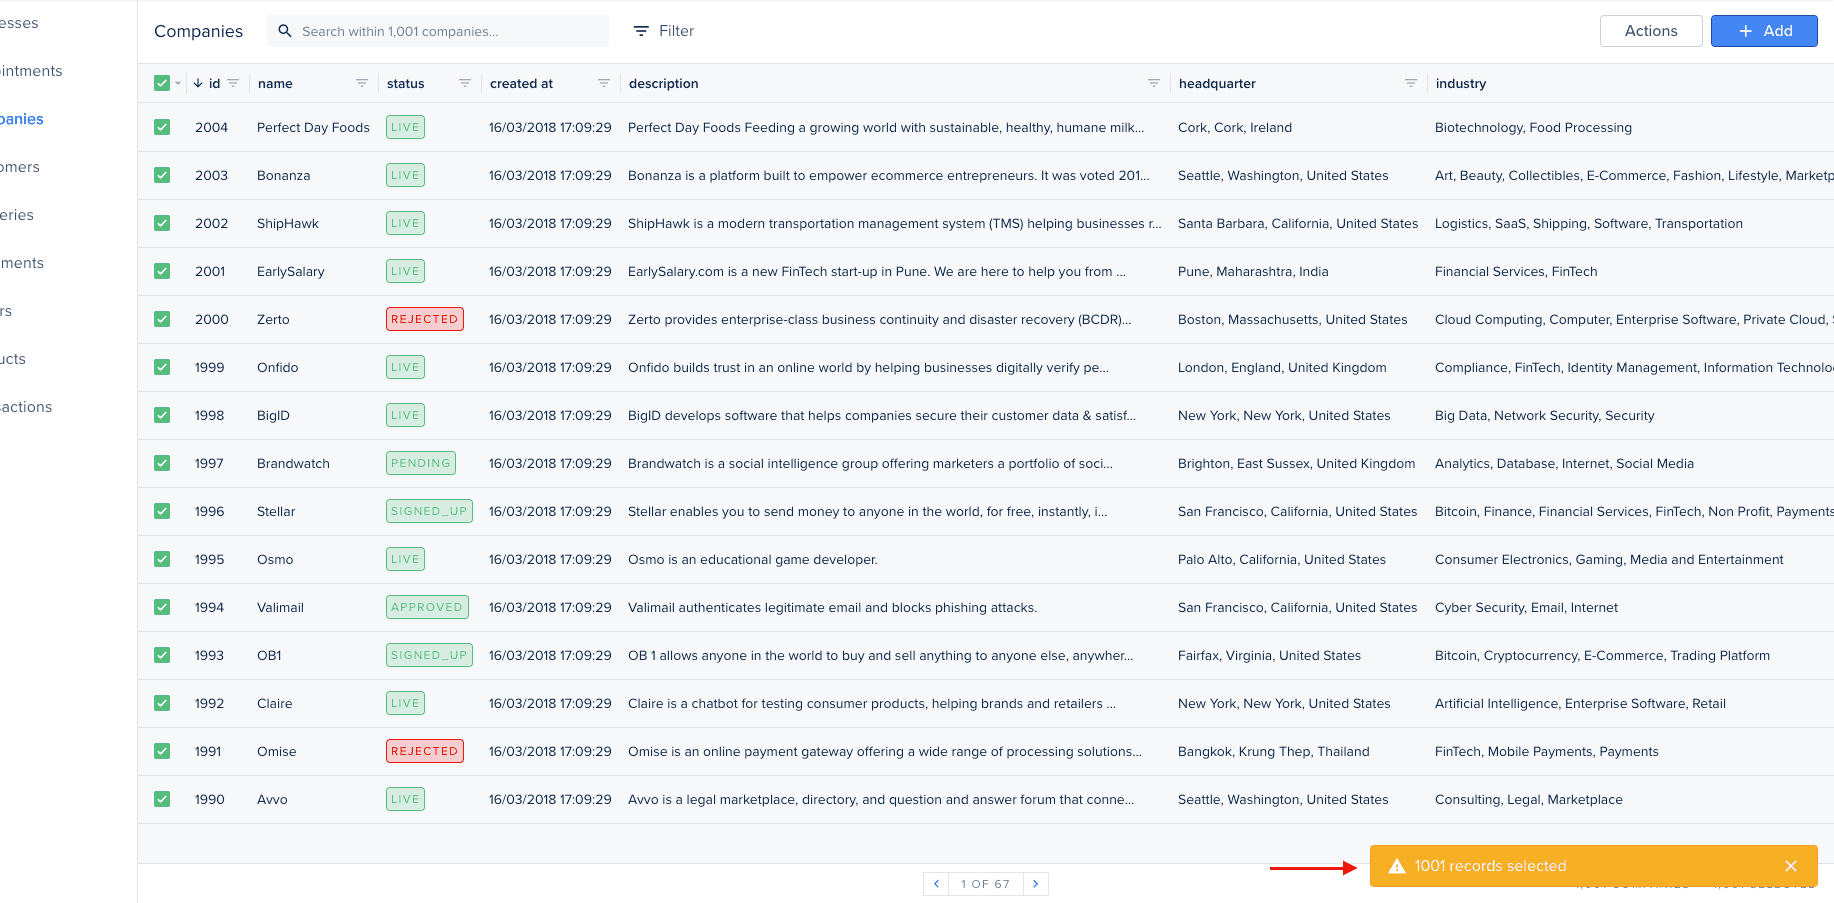 esses
intments
panies
omers
eries
ments
rs
ucts
actions
Companies
Search within 1,001 companies...
Filter
Actions
+ Add
id name status created at description headquarter industry
2004 Perfect Day Foods LIVE 16/03/2018 17:09:29 Perfect Day Foods Feeding a growing world with sustainable, healthy, humane milk... Cork, Cork, Ireland Biotechnology, Food Processing
2003 Bonanza LIVE 16/03/2018 17:09:29 Bonanza is a platform built to empower ecommerce entrepreneurs. It was voted 201... Seattle, Washington, United States Art, Beauty, Collectibles, E-Commerce, Fashion, Lifestyle, Marketp
2002 ShipHawk LIVE 16/03/2018 17:09:29 ShipHawk is a modern transportation management system (TMS) helping businesses r... Santa Barbara, California, United States Logistics, SaaS, Shipping, Software, Transportation
2001 EarlySalary LIVE 16/03/2018 17:09:29 EarlySalary.com is a new FinTech start-up in Pune. We are here to help you from ... Pune, Maharashtra, India Financial Services, FinTech
2000 Zerto REJECTED 16/03/2018 17:09:29 Zerto provides enterprise-class business continuity and disaster recovery (BCDR)... Boston, Massachusetts, United States Cloud Computing, Computer, Enterprise Software, Private Cloud,
1999 Onfido LIVE 16/03/2018 17:09:29 Onfido builds trust in an online world by helping businesses digitally verify pe... London, England, United Kingdom Compliance, FinTech, Identity Management, Information Technolo
1998 BigID LIVE 16/03/2018 17:09:29 BigID develops software that helps companies secure their customer data & satisf... New York, New York, United States Big Data, Network Security, Security
1997 Brandwatch PENDING 16/03/2018 17:09:29 Brandwatch is a social intelligence group offering marketers a portfolio of soci... Brighton, East Sussex, United Kingdom Analytics, Database, Internet, Social Media
1996 Stellar SIGNED_UP 16/03/2018 17:09:29 Stellar enables you to send money to anyone in the world, for free, instantly, i... San Francisco, California, United States Bitcoin, Finance, Financial Services, FinTech, Non Profit, Payments
1995 Osmo LIVE 16/03/2018 17:09:29 Osmo is an educational game developer. Palo Alto, California, United States Consumer Electronics, Gaming, Media and Entertainment
1994 Valimail APPROVED 16/03/2018 17:09:29 Valimail authenticates legitimate email and blocks phishing attacks. San Francisco, California, United States Cyber Security, Email, Internet
1993 OB1 SIGNED_UP 16/03/2018 17:09:29 OB 1 allows anyone in the world to buy and sell anything to anyone else, anywher... Fairfax, Virginia, United States Bitcoin, Cryptocurrency, E-Commerce, Trading Platform
1992 Claire LIVE 16/03/2018 17:09:29 Claire is a chatbot for testing consumer products, helping brands and retailers ... New York, New York, United States Artificial Intelligence, Enterprise Software, Retail
1991 Omise REJECTED 16/03/2018 17:09:29 Omise is an online payment gateway offering a wide range of processing solutions... Bangkok, Krung Thep, Thailand FinTech, Mobile Payments, Payments
1990 Avvo LIVE 16/03/2018 17:09:29 Avvo is a legal marketplace, directory, and question and answer forum that conne... Seattle, Washington, United States Consulting, Legal, Marketplace
1001 records selected
1 OF 67